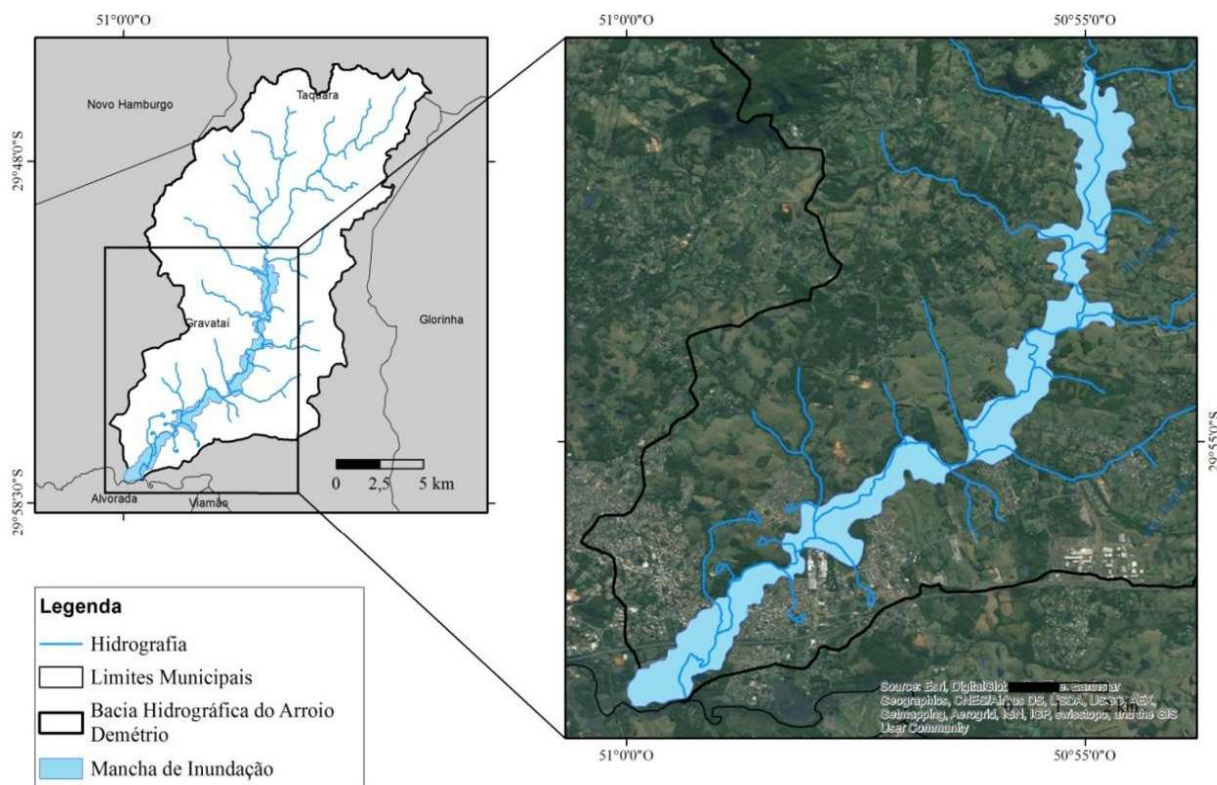 51°0'0"O
51°0'0"O
50°55'0"O
Novo Hamburgo
Taquara
29°48'0"S
Gravataí
Glorinha
0 2,5 5 km
Alvorada
Viamão
29°58'30"S
29°55'0"S
Legenda
Hidrografia
Limites Municipais
Bacia Hidrográfica do Arroio
Demétrio
Mancha de Inundação
Source: Esri, DigitalGlobe,
Geographics, CNES/Airbus DS, USDA, USGS, AEX,
Getmapping, Aerogrid, IGN, IGP, swisstopo, and the GIS
User Community
51°0'0"O
50°55'0"O